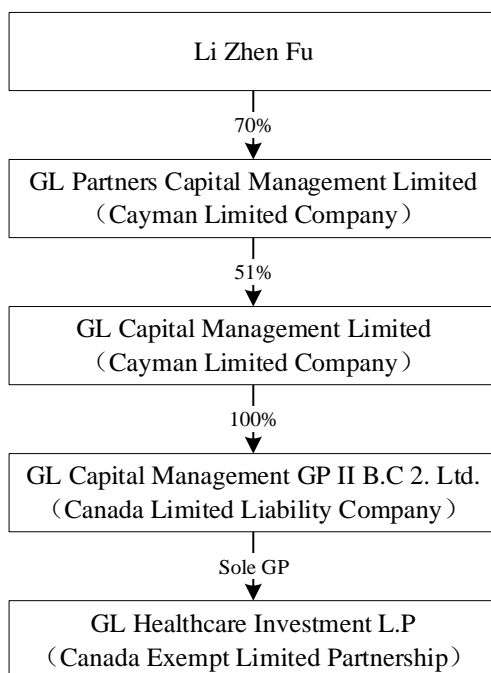 Li Zhen Fu
70%
GL Partners Capital Management Limited
（Cayman Limited Company）
51%
GL Capital Management Limited
（Cayman Limited Company）
100%
GL Capital Management GP II B.C 2. Ltd.
（Canada Limited Liability Company）
Sole GP
GL Healthcare Investment L.P
（Canada Exempt Limited Partnership）